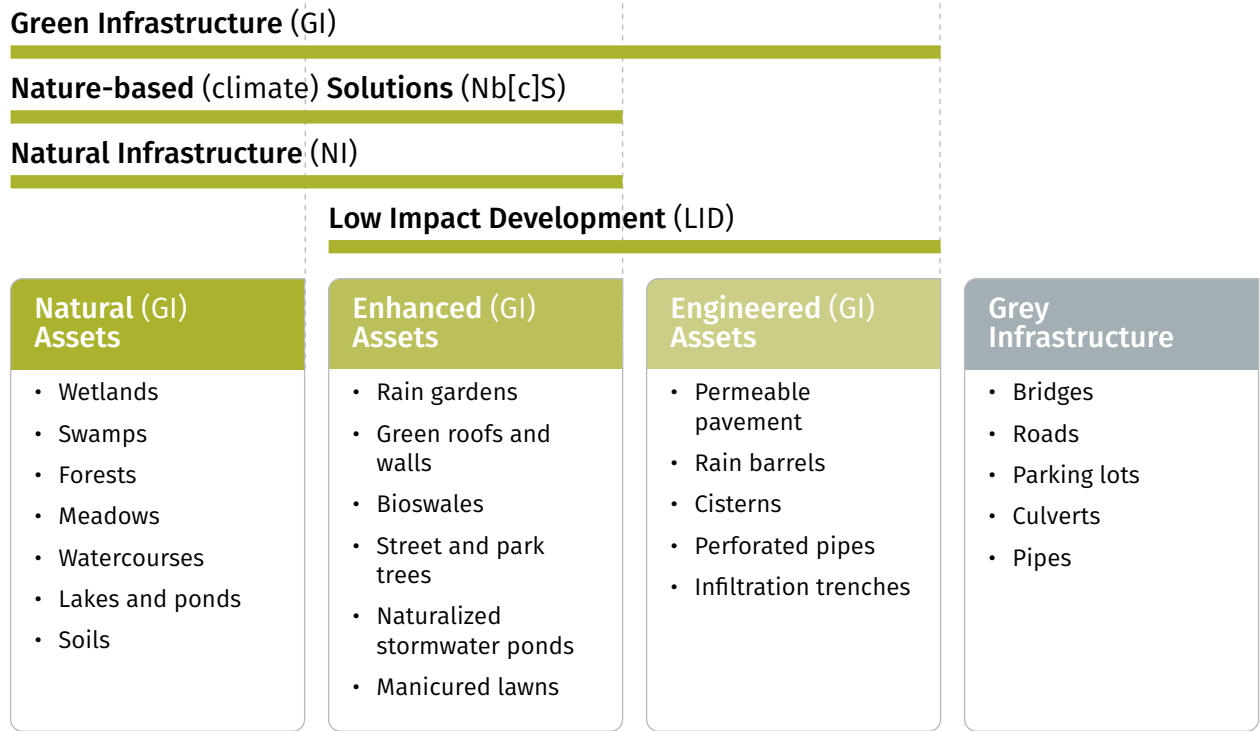 Green Infrastructure (GI)
Nature-based (climate) Solutions (Nb[c]S)
Natural Infrastructure (NI)
Low Impact Development (LID)
Natural (GI)
Assets
• Wetlands
• Swamps
• Forests
• Meadows
• Watercourses
• Lakes and ponds
• Soils
Enhanced (GI)
Assets
• Rain gardens
• Green roofs and
walls
• Bioswales
• Street and park
trees
• Naturalized
stormwater ponds
• Manicured lawns
Engineered (GI)
Assets
• Permeable
pavement
• Rain barrels
• Cisterns
• Perforated pipes
• Infiltration trenches
Grey
Infrastructure
• Bridges
• Roads
• Parking lots
• Culverts
• Pipes